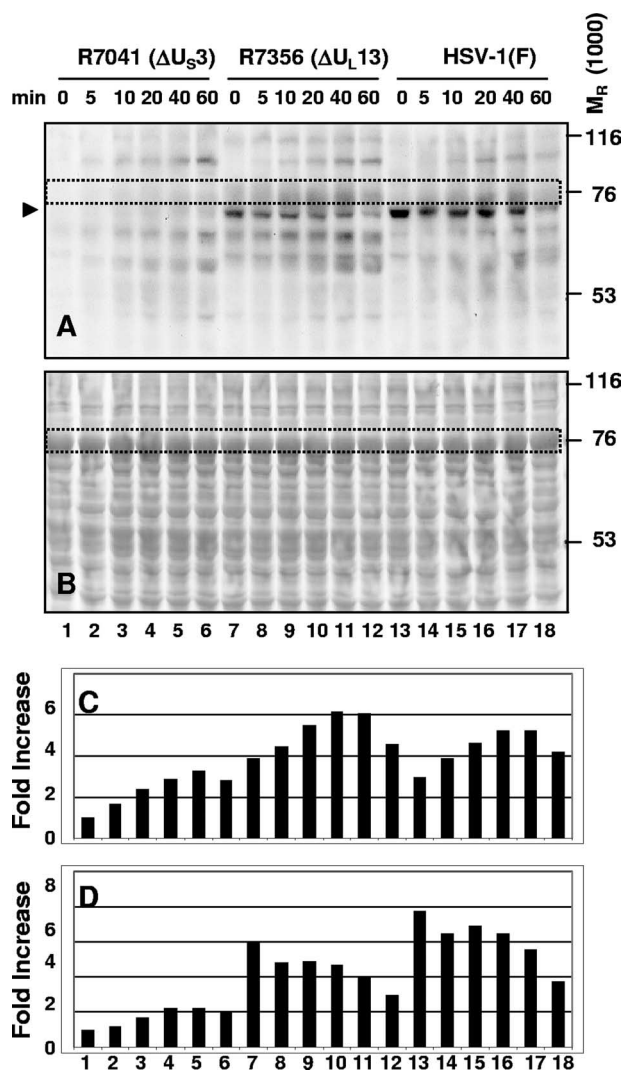 R7041 (ΔUS3) R7356 (ΔUL13) HSV-1(F)
min 0 5 10 20 40 60 0 5 10 20 40 60 0 5 10 20 40 60
MR (1000)
116
76
53
A
116
76
53
B
1 2 3 4 5 6 7 8 9 10 11 12 13 14 15 16 17 18
C
Fold Increase
6
4
2
0
D
Fold Increase
8
6
4
2
0
1 2 3 4 5 6 7 8 9 10 11 12 13 14 15 16 17 18